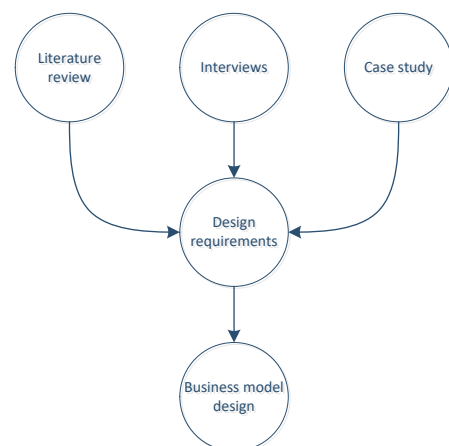 Literature
review
Interviews
Case study
Design
requirements
Business model
design